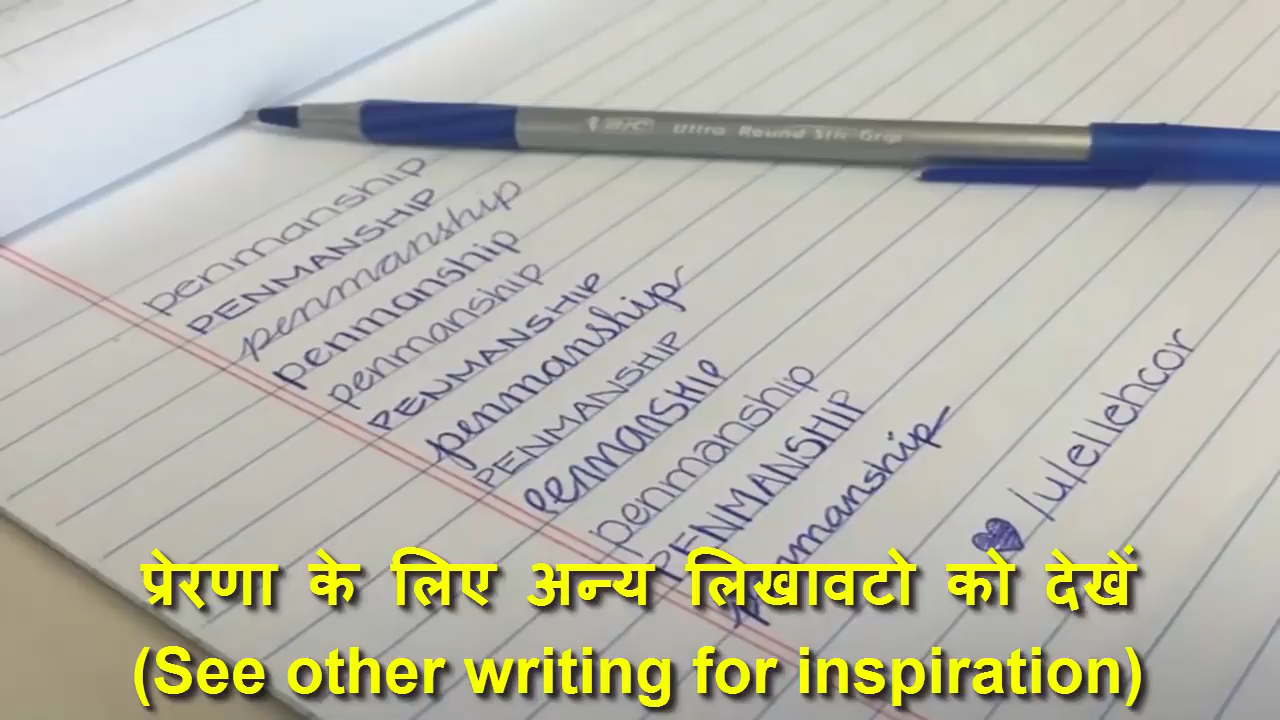 BIC Ultra Round Stic Grip
penmanship
PENMANSHIP
penmanship
penmanship
penmanship
PENMANSHIP
penmanship
PENMANSHIP
penmanSHIP
penmanship
PENMANSHIP
penmanship
/u/ellehcor
प्रेरणा के लिए अन्य लिखावटो को देखें
(See other writing for inspiration)